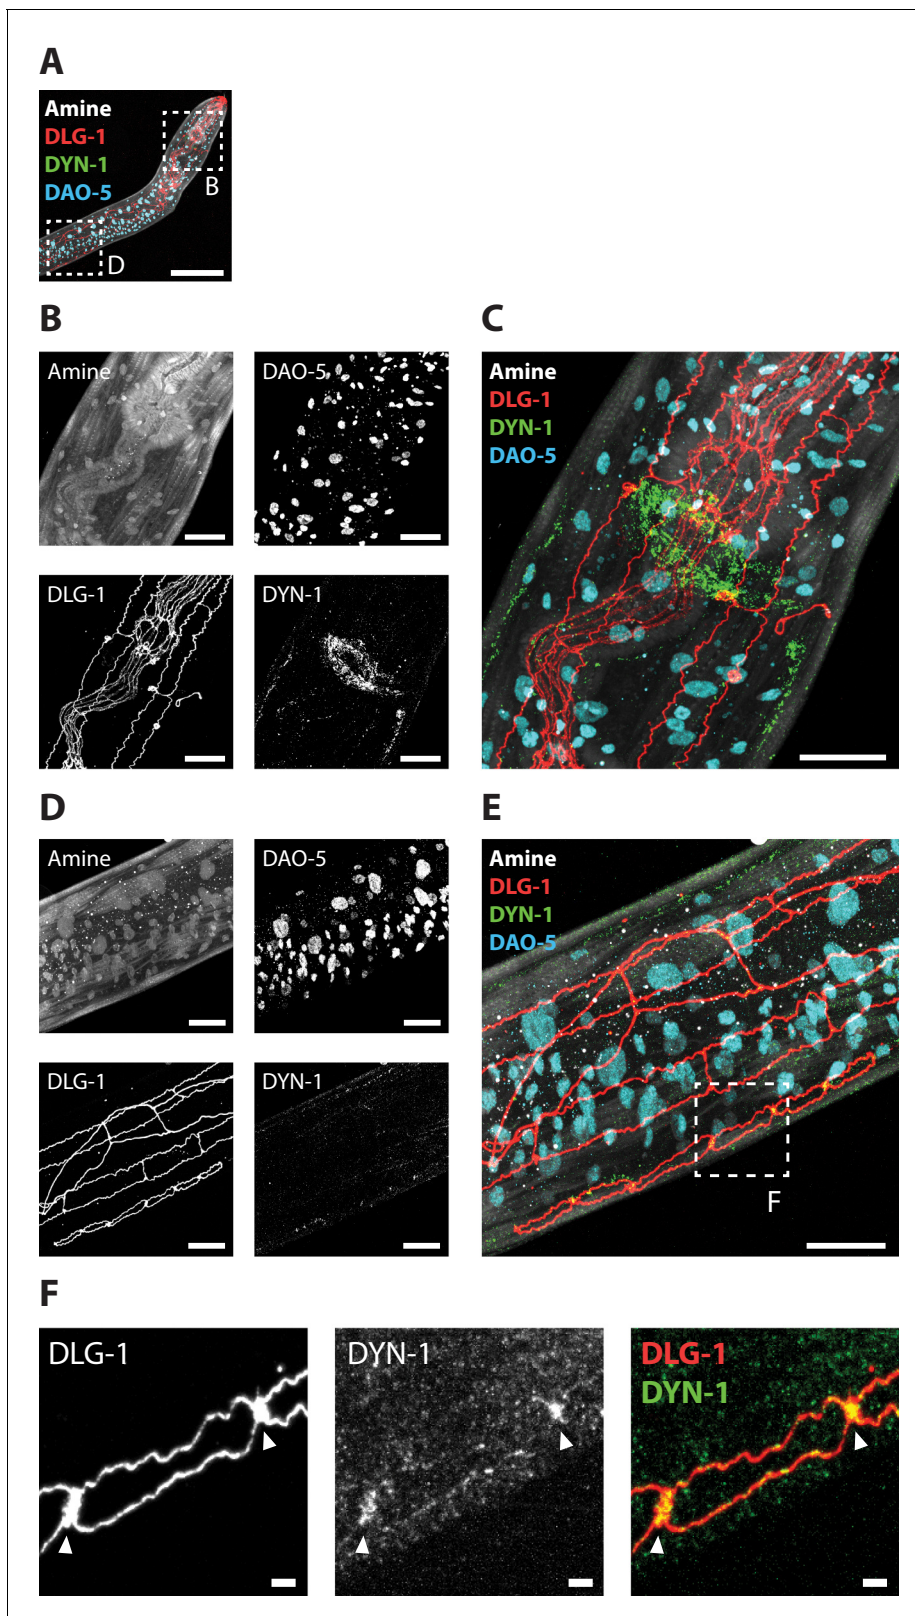 A
Amine
DLG-1
DYN-1
DAO-5
B
D
B
Amine
DAO-5
DLG-1
DYN-1
C
Amine
DLG-1
DYN-1
DAO-5
D
Amine
DAO-5
DLG-1
DYN-1
E
Amine
DLG-1
DYN-1
DAO-5
F
F
DLG-1
DYN-1
DLG-1
DYN-1